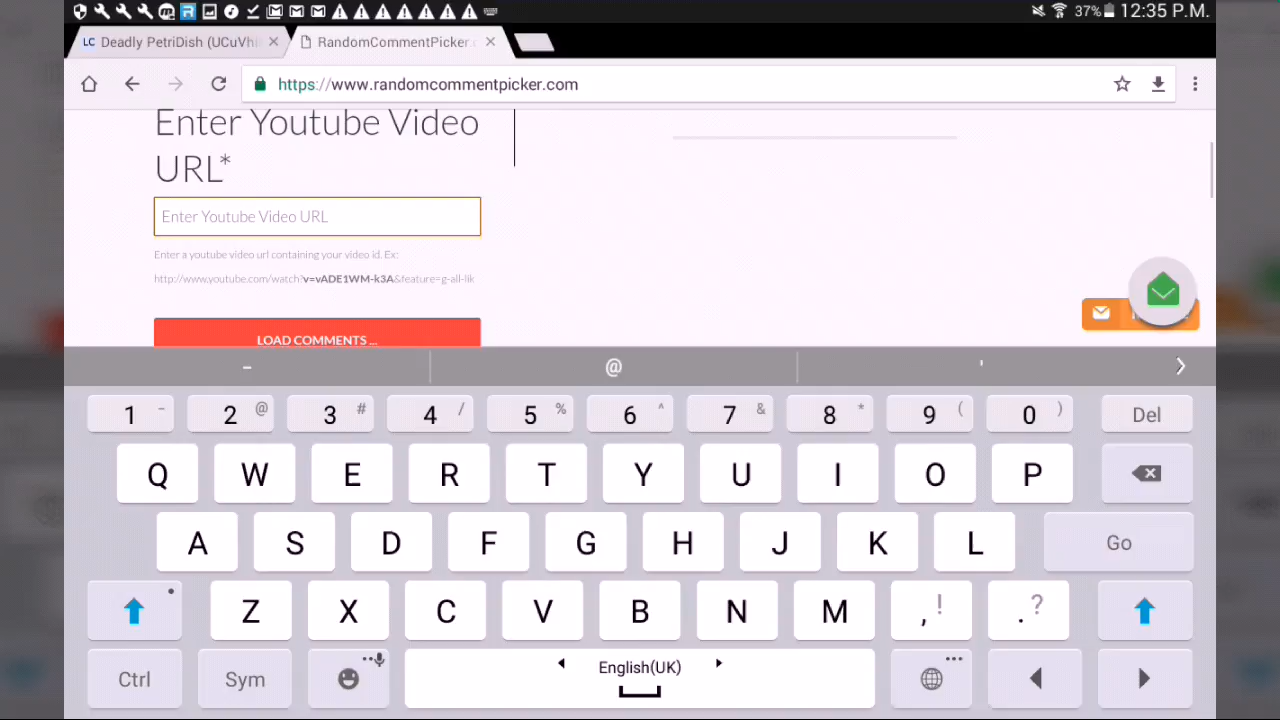 37% 12:35 P.M.
LC Deadly PetriDish (UCuVhi
RandomCommentPicker.c
https://www.randomcommentpicker.com
Enter Youtube Video
URL*
Enter Youtube Video URL
Enter a youtube video url containing your video id. Ex:
http://www.youtube.com/watch?v=vADE1WM-k3A&feature=g-all-lik
LOAD COMMENTS ...
- @ '
1 - 2 @ 3 # 4 / 5 % 6 ^ 7 & 8 * 9 ( 0 ) Del
Q W E R T Y U I O P
A S D F G H J K L Go
Z X C V B N M , ! . ?
Ctrl Sym English(UK)